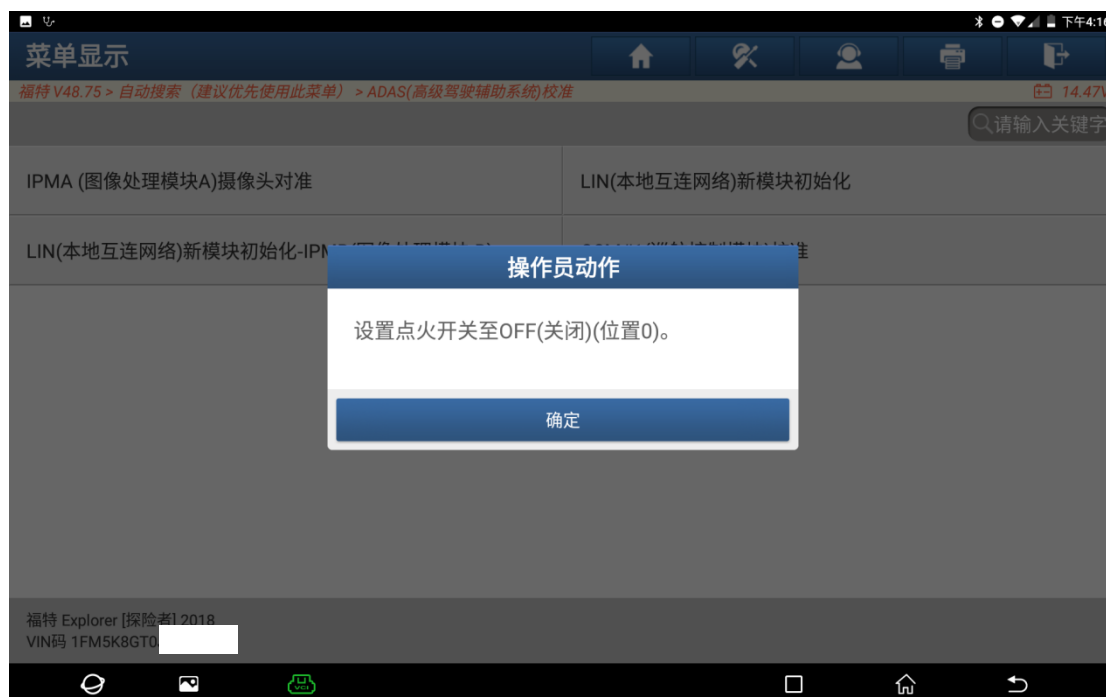 下午4:16
菜单显示
福特 V48.75 > 自动搜索（建议优先使用此菜单）> ADAS(高级驾驶辅助系统)校准
14.47V
请输入关键字
IPMA (图像处理模块A)摄像头对准
LIN(本地互连网络)新模块初始化
LIN(本地互连网络)新模块初始化-IPM
操作员动作
设置点火开关至OFF(关闭)(位置0)。
确定
福特 Explorer [探险者] 2018
VIN码 1FM5K8GT0
VCI